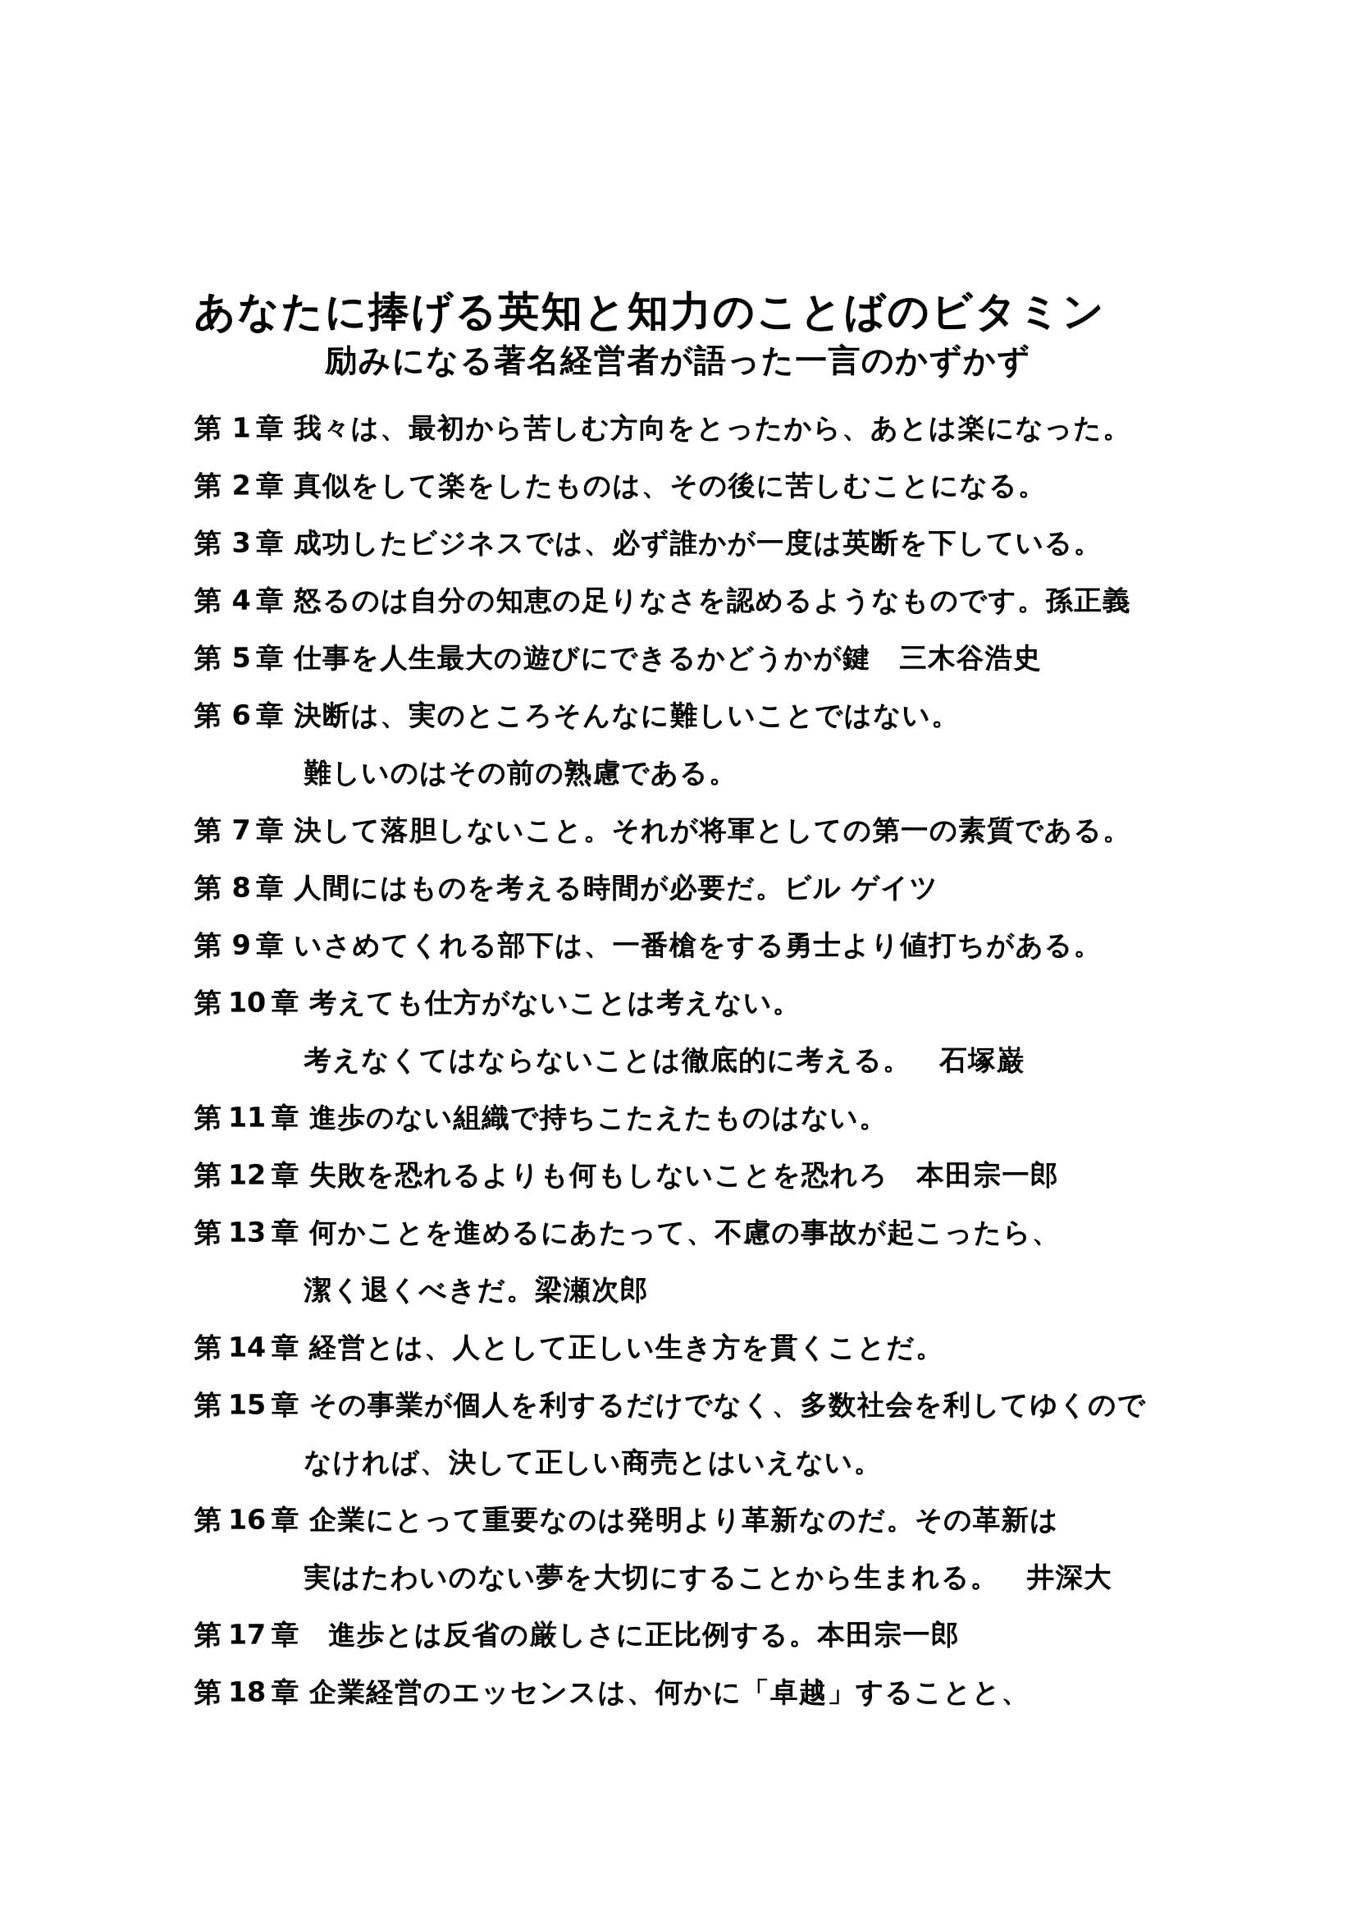 あなたに捧げる英知と知力のことばのビタミン
励みになる著名経営者が語った一言のかずかず
第 1 章 我々は、最初から苦しむ方向をとったから、あとは楽になった。
第 2 章 真似をして楽をしたものは、その後に苦しむことになる。
第 3 章 成功したビジネスでは、必ず誰かが一度は英断を下している。
第 4 章 怒るのは自分の知恵の足りなさを認めるようなものです。孫正義
第 5 章 仕事を人生最大の遊びにできるかどうかが鍵　三木谷浩史
第 6 章 決断は、実のところそんなに難しいことではない。
難しいのはその前の熟慮である。
第 7 章 決して落胆しないこと。それが将軍としての第一の素質である。
第 8 章 人間にはものを考える時間が必要だ。ビル ゲイツ
第 9 章 いさめてくれる部下は、一番槍をする勇士より値打ちがある。
第 10 章 考えても仕方がないことは考えない。
考えなくてはならないことは徹底的に考える。　石塚巌
第 11 章 進歩のない組織で持ちこたえたものはない。
第 12 章 失敗を恐れるよりも何もしないことを恐れろ　本田宗一郎
第 13 章 何かことを進めるにあたって、不慮の事故が起こったら、
潔く退くべきだ。梁瀬次郎
第 14 章 経営とは、人として正しい生き方を貫くことだ。
第 15 章 その事業が個人を利するだけでなく、多数社会を利してゆくので
なければ、決して正しい商売とはいえない。
第 16 章 企業にとって重要なのは発明より革新なのだ。その革新は
実はたわいのない夢を大切にすることから生まれる。　井深大
第 17 章　進歩とは反省の厳しさに正比例する。本田宗一郎
第 18 章 企業経営のエッセンスは、何かに「卓越」することと、